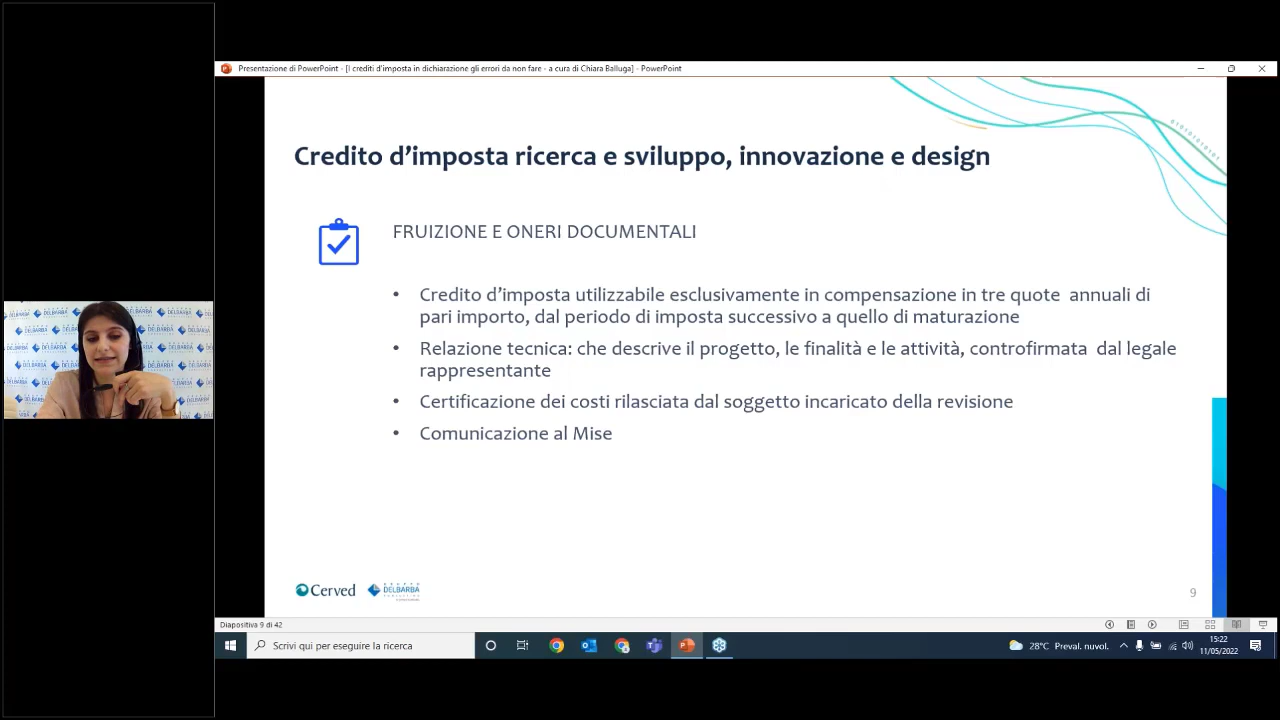 Presentazione di PowerPoint - [I crediti d'imposta in dichiarazione gli errori da non fare - a cura di Chiara Balluga] - PowerPoint
Credito d'imposta ricerca e sviluppo, innovazione e design
FRUIZIONE E ONERI DOCUMENTALI
• Credito d'imposta utilizzabile esclusivamente in compensazione in tre quote annuali di
pari importo, dal periodo di imposta successivo a quello di maturazione
• Relazione tecnica: che descrive il progetto, le finalità e le attività, controfirmata dal legale
rappresentante
• Certificazione dei costi rilasciata dal soggetto incaricato della revisione
• Comunicazione al Mise
Cerved
GRUPPO
DELBARBA
9
Diapositiva 9 di 42
Scrivi qui per eseguire la ricerca
28°C Preval. nuvol.
15:22
11/05/2022